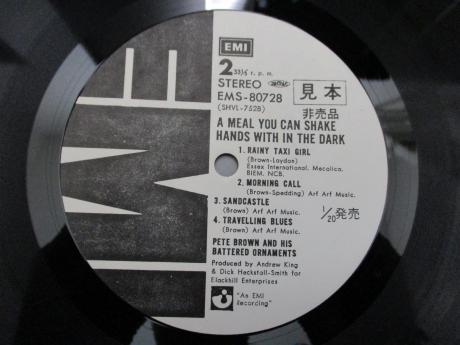 EMI
2 33⅓ r. p. m.
STEREO
EMS-80728
(SHVL-752B)
見本
非売品
A MEAL YOU CAN SHAKE
HANDS WITH IN THE DARK
1. RAINY TAXI GIRL
(Brown-Laydon)
Essex International, Mecolica,
BIEM, NCB.
2. MORNING CALL
(Brown-Spedding) Arf Arf Music.
3. SANDCASTLE
(Brown) Arf Arf Music.
4. TRAVELLING BLUES
(Brown) Arf Arf Music.
1/20発売
PETE BROWN AND HIS
BATTERED ORNAMENTS
Produced by Andrew King
& Dick Heckstall-Smith for
Blackhill Enterprises
"An EMI
Recording"
EMI